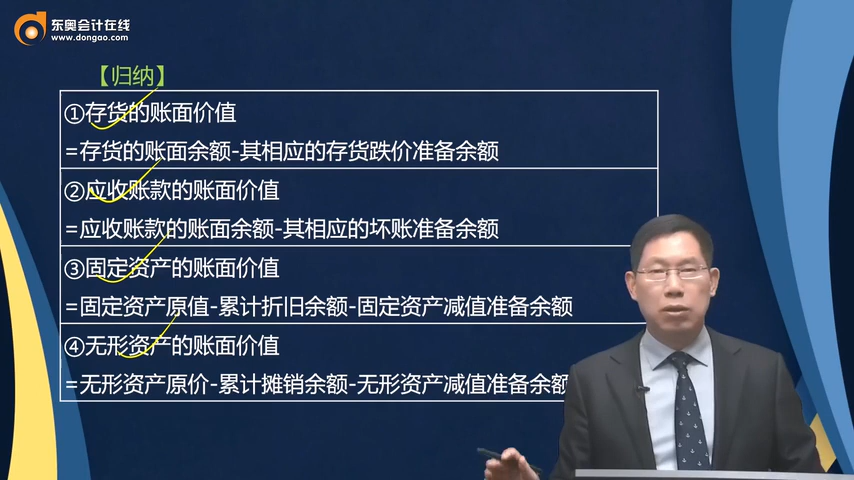 东奥会计在线
www.dongao.com
【归纳】
①存货的账面价值
=存货的账面余额-其相应的存货跌价准备余额
②应收账款的账面价值
=应收账款的账面余额-其相应的坏账准备余额
③固定资产的账面价值
=固定资产原值-累计折旧余额-固定资产减值准备余额
④无形资产的账面价值
=无形资产原价-累计摊销余额-无形资产减值准备余额